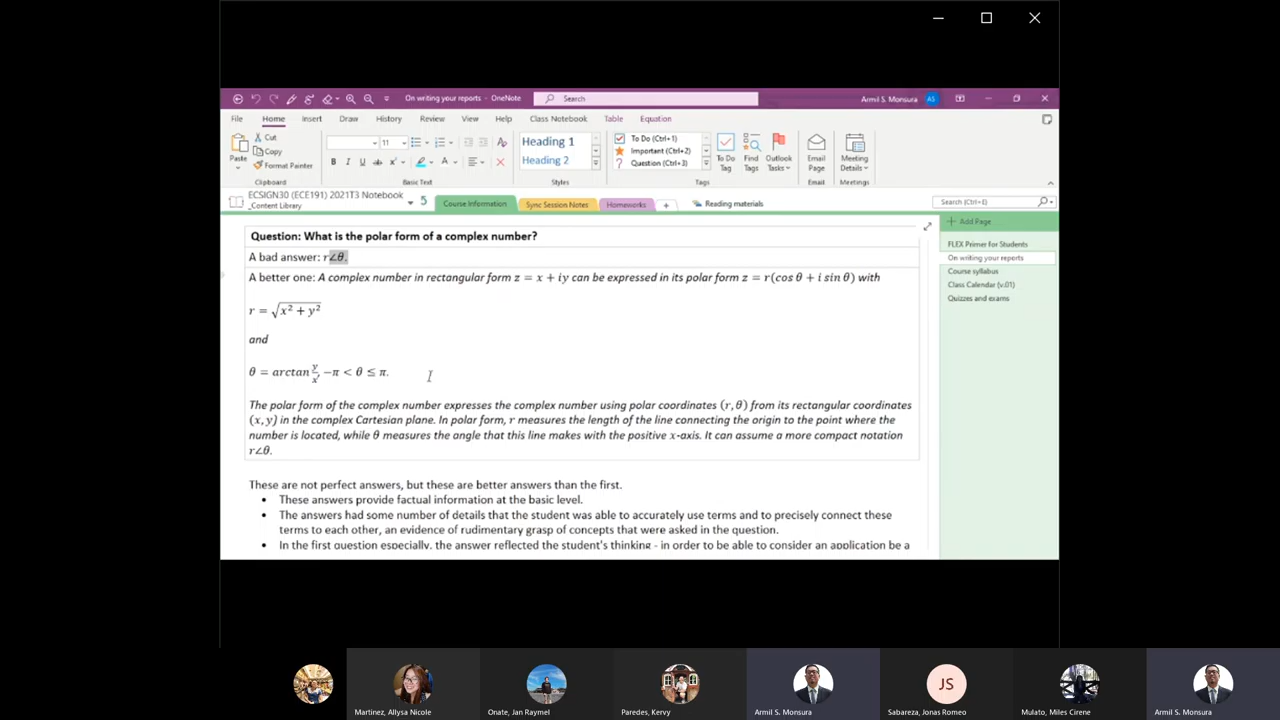 On writing your reports - OneNote
Search
Armil S. Monsura
AS
File Home Insert Draw History Review View Help Class Notebook Table Equation
Paste
Cut
Copy
Format Painter
Clipboard
11
B I U ab x
A
Basic Text
Heading 1
Heading 2
Styles
To Do (Ctrl+1)
Important (Ctrl+2)
Question (Ctrl+3)
Tags
To Do Tag
Find Tags
Outlook Tasks
Email Page
Email
Meeting Details
Meetings
ECSIGN30 (ECE191) 2021T3 Notebook
_Content Library
Course Information
Sync Session Notes
Homeworks
+
Reading materials
Search (Ctrl+E)
Add Page
FLEX Primer for Students
On writing your reports
Course syllabus
Class Calendar (v.01)
Quizzes and exams
Question: What is the polar form of a complex number?
A bad answer: r∠θ.
A better one: A complex number in rectangular form z = x + iy can be expressed in its polar form z = r(cos θ + i sin θ) with
r = √x² + y²
and
θ = arctan y/x, −π < θ ≤ π.
The polar form of the complex number expresses the complex number using polar coordinates (r, θ) from its rectangular coordinates
(x, y) in the complex Cartesian plane. In polar form, r measures the length of the line connecting the origin to the point where the
number is located, while θ measures the angle that this line makes with the positive x-axis. It can assume a more compact notation
r∠θ.
These are not perfect answers, but these are better answers than the first.
• These answers provide factual information at the basic level.
• The answers had some number of details that the student was able to accurately use terms and to precisely connect these
terms to each other, an evidence of rudimentary grasp of concepts that were asked in the question.
• In the first question especially, the answer reflected the student's thinking - in order to be able to consider an application be a
JS
Martinez, Allysa Nicole
Onate, Jan Raymel
Paredes, Kervy
Armil S. Monsura
Sabareza, Jonas Romeo
Mulato, Miles Cirene
Armil S. Monsura